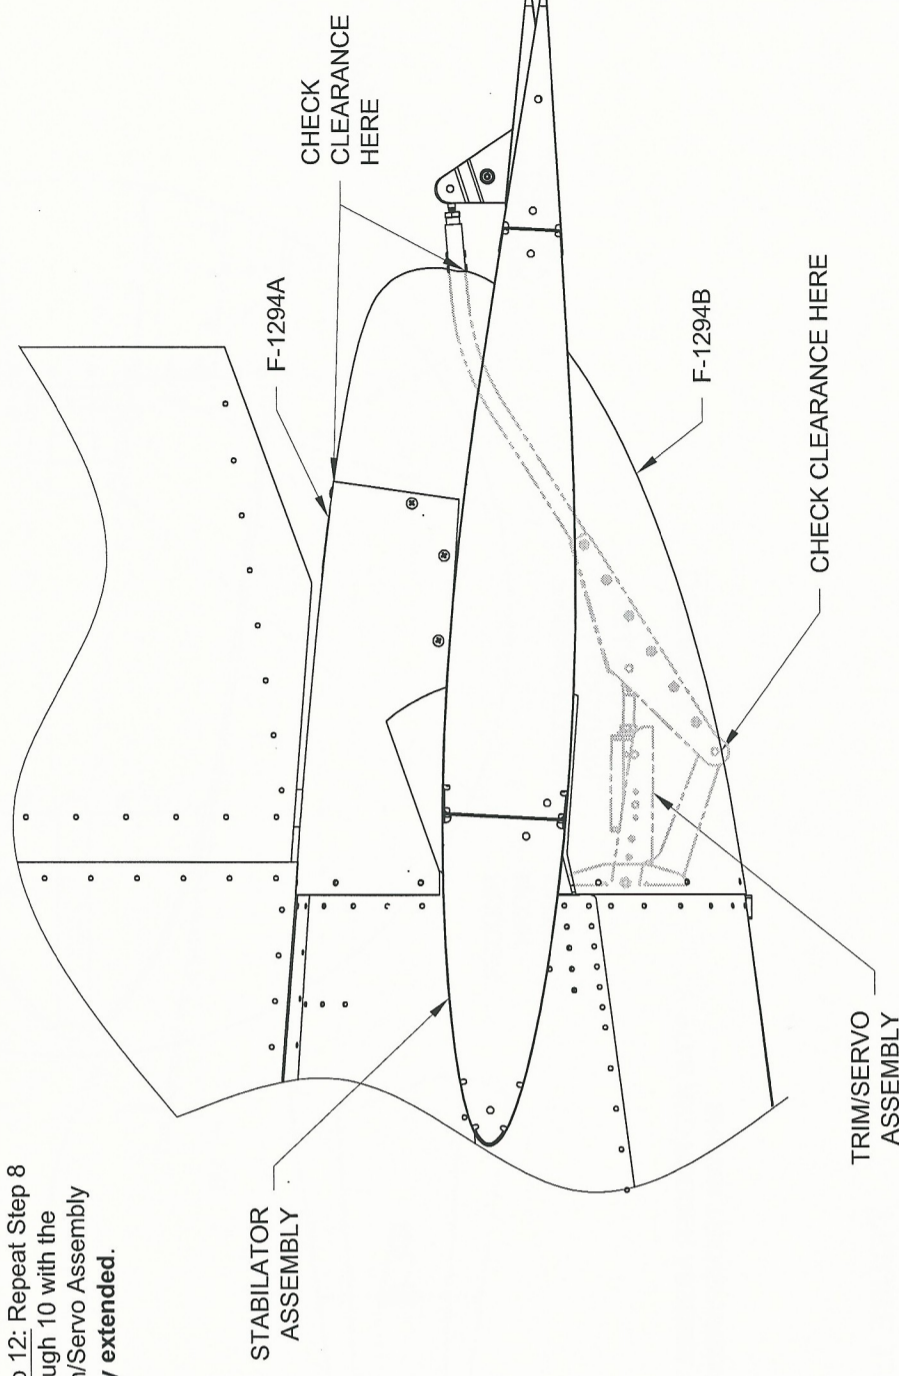 12: Repeat Step 8
ugh 10 with the
/Servo Assembly
extended.
STABILATOR
ASSEMBLY
F-1294A
CHECK
CLEARANCE
HERE
F-1294B
CHECK CLEARANCE HERE
TRIM/SERVO
ASSEMBLY